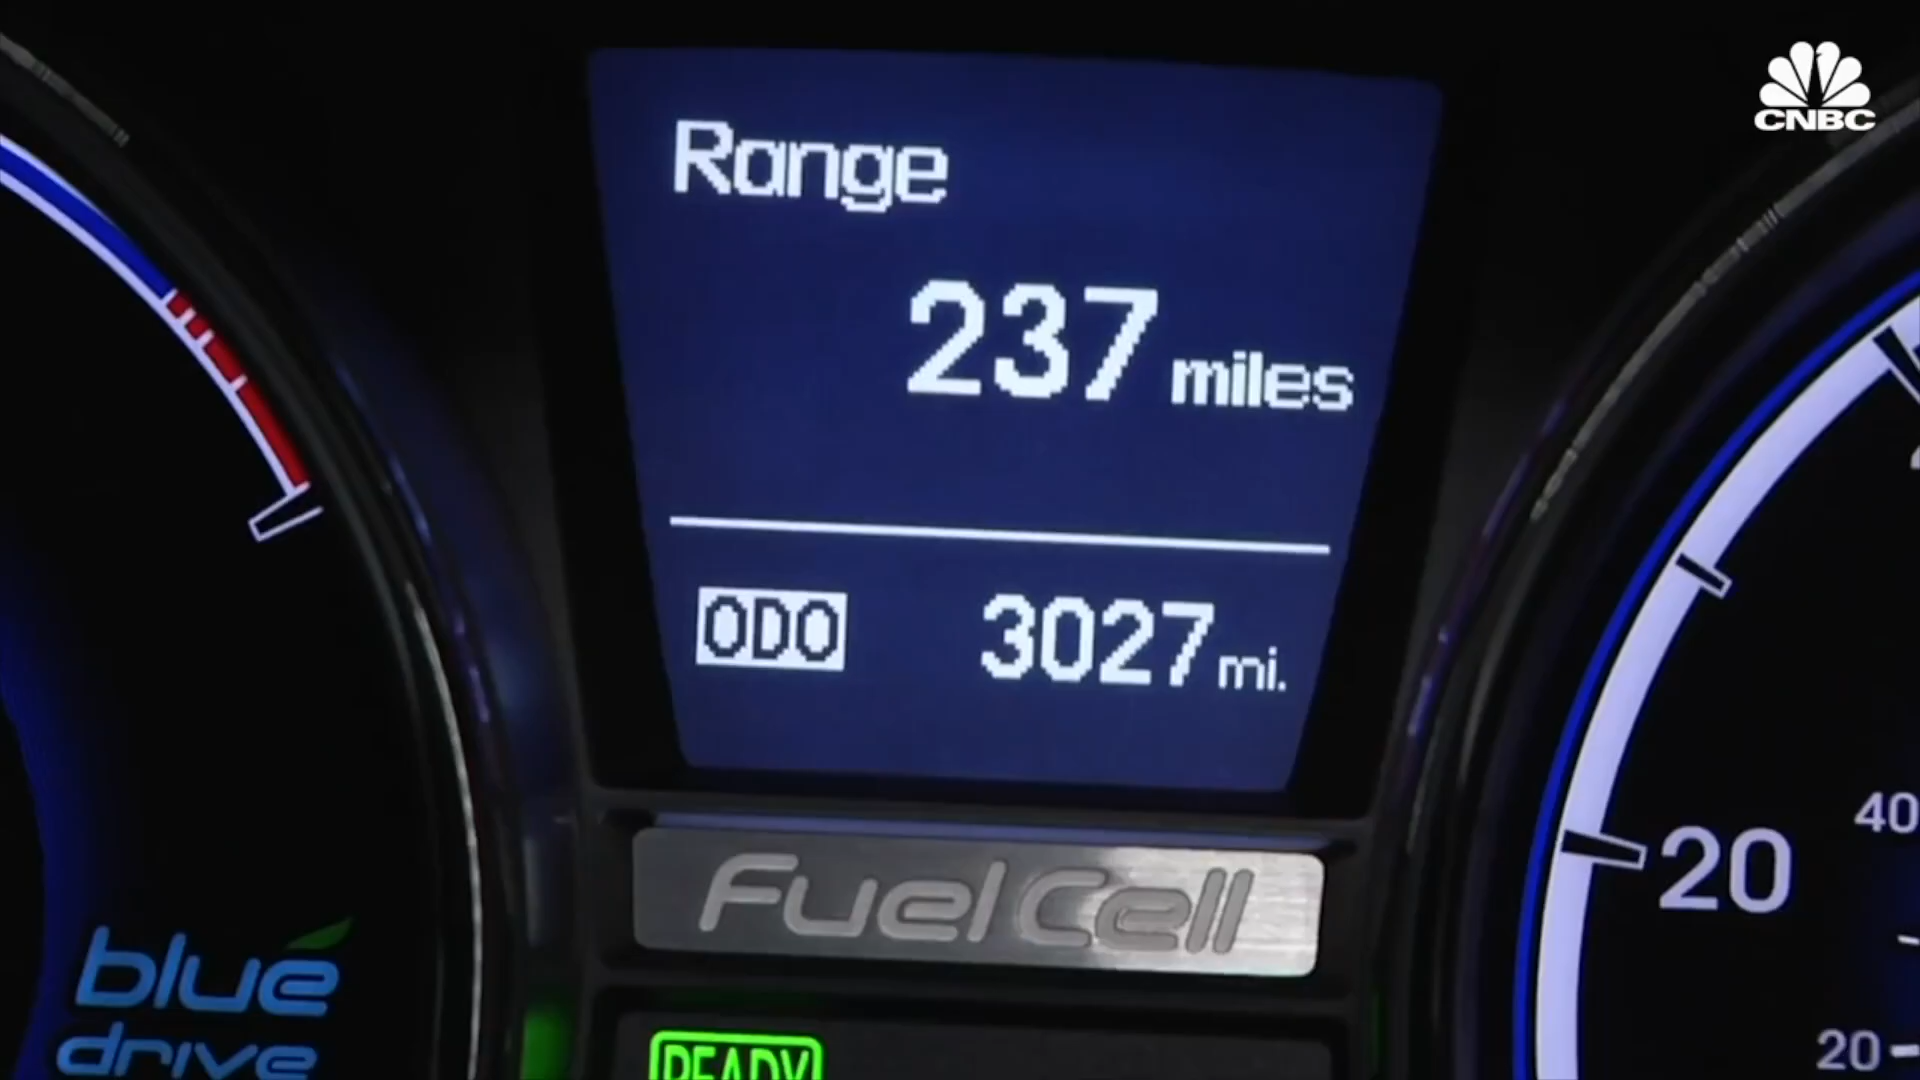 CNBC
Range
237 miles
ODO 3027 mi.
Fuel Cell
blue
drive
READY
20
40
20